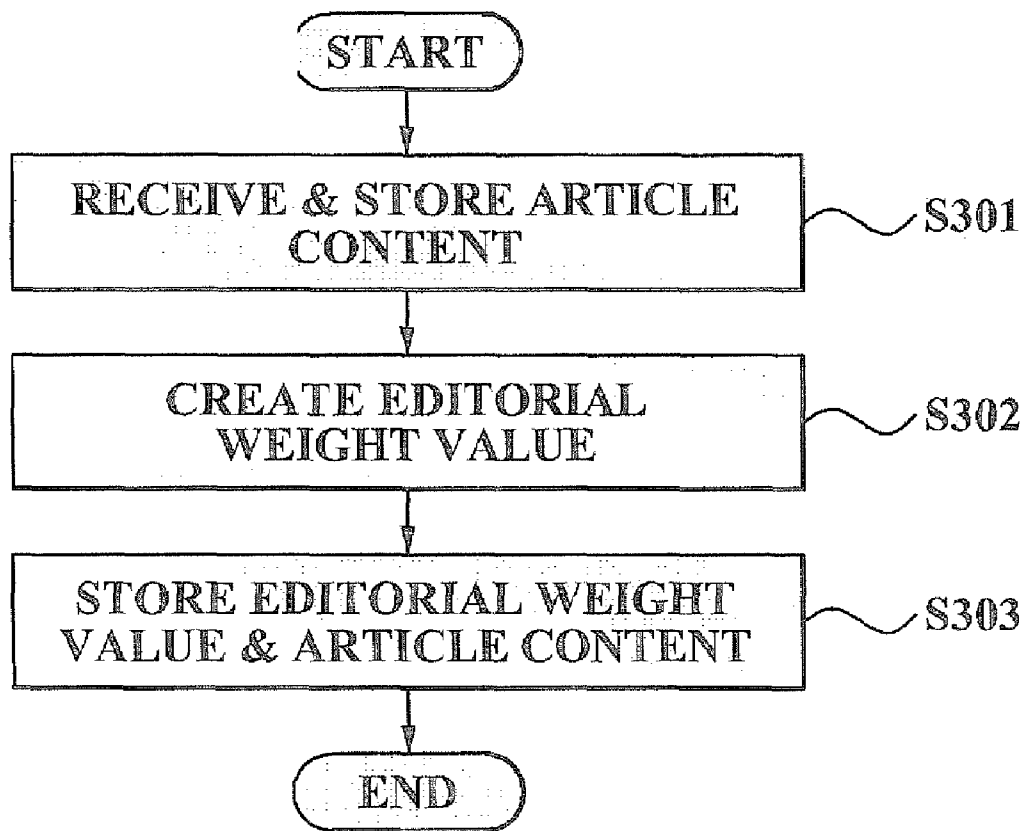 START
RECEIVE & STORE ARTICLE
CONTENT
S301
CREATE EDITORIAL
WEIGHT VALUE
S302
STORE EDITORIAL WEIGHT
VALUE & ARTICLE CONTENT
S303
END